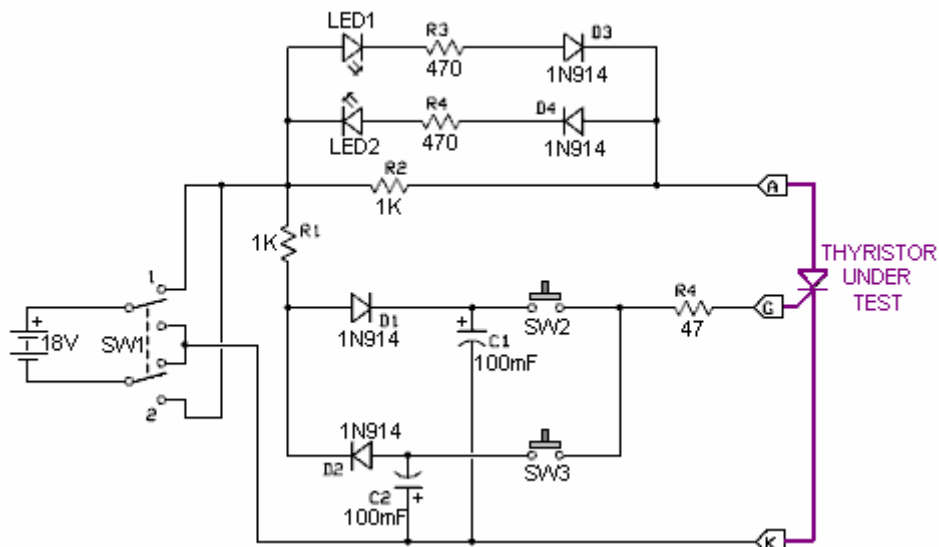 LED1
R3
470
D3
1N914
LED2
R4
470
D4
1N914
R2
1K
A
1K
R1
THYRISTOR
UNDER
TEST
1
+
18V
SW1
2
D1
1N914
+
C1
100mF
SW2
R4
47
G
1N914
D2
C2
+
100mF
SW3
K